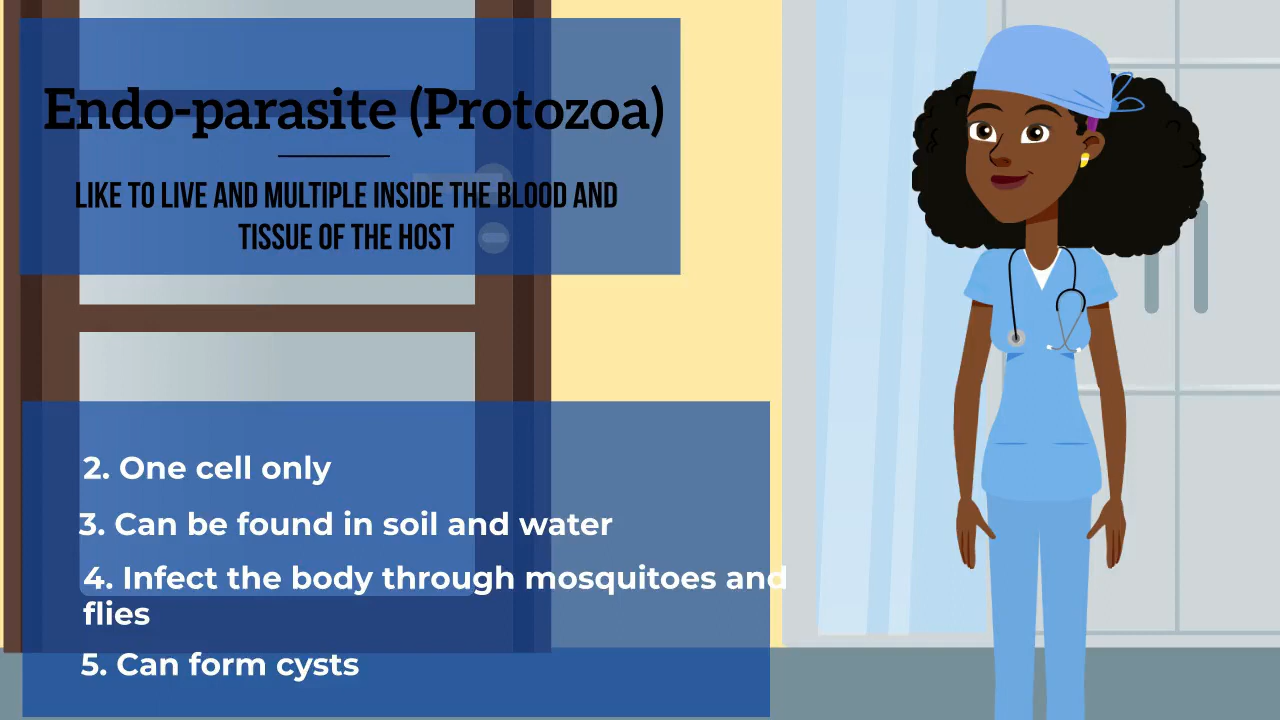 Endo-parasite (Protozoa)
LIKE TO LIVE AND MULTIPLE INSIDE THE BLOOD AND
TISSUE OF THE HOST
2. One cell only
3. Can be found in soil and water
4. Infect the body through mosquitoes and
flies
5. Can form cysts